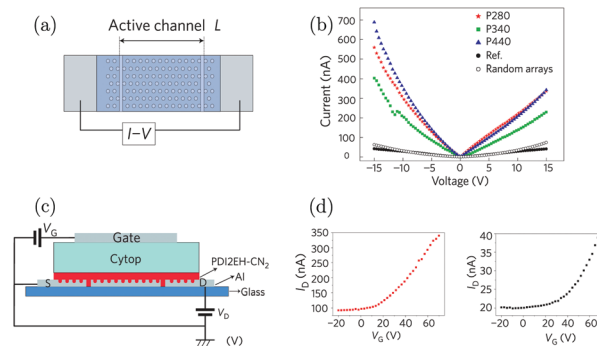 (a)
Active channel L
I–V
(b)
Current (nA)
700 nA
600
500
400
300
200
100
0
−15
−10
−5
0
5
10
15
Voltage (V)
P280
P340
P440
Ref.
Random arrays
(c)
VG
Gate
Cytop
S
D
PDI2EH-CN2
Al
Glass
VD
(V)
(d)
ID (nA)
350
300
250
200
150
100
−20
0
20
40
60
VG (V)
ID (nA)
40
35
30
25
20
−20
0
20
40
60
VG (V)